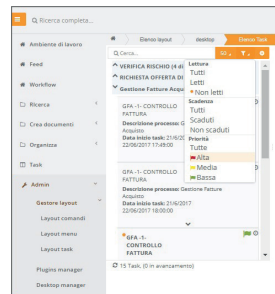 Ricerca completa...
Ambiente di lavoro
Feed
Workflow
Ricerca
Crea documenti
Organizza
Task
Admin
Gestore layout
Layout comandi
Layout menu
Layout task
Plugins manager
Desktop manager
Elenco layout
desktop
Elenco Task
Cerca...
VERIFICA RISCHIO (4 di
RICHIESTA OFFERTA DI
Gestione Fatture Acqui
GFA -1- CONTROLLO
FATTURA
Descrizione processo:
Acquisto
Data inizio task: 21/6/20
22/06/2017 17:49:00
GFA -1- CONTROLLO
FATTURA
Descrizione processo: Gestione Fatture
Acquisto
Data inizio task: 21/6/2017
22/06/2017 18:00:00
GFA -1-
CONTROLLO
FATTURA
15 Task, (0 in avanzamento)
Lettura
Tutti
Letti
Non letti
Scadenza
Tutti
Scaduti
Non scaduti
Priorità
Tutte
Alta
Media
Bassa